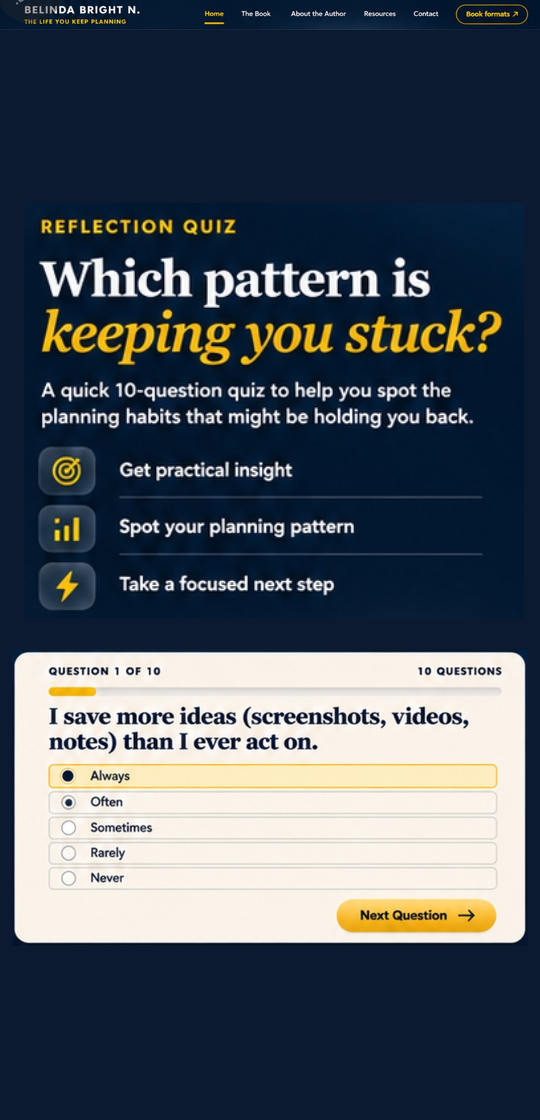 BELINDA BRIGHT N.
THE LIFE YOU KEEP PLANNING
Home
The Book
About the Author
Resources
Contact
Book formats ↗
REFLECTION QUIZ
Which pattern is
keeping you stuck?
A quick 10-question quiz to help you spot the
planning habits that might be holding you back.
Get practical insight
Spot your planning pattern
Take a focused next step
QUESTION 1 OF 10
10 QUESTIONS
I save more ideas (screenshots, videos,
notes) than I ever act on.
Always
Often
Sometimes
Rarely
Never
Next Question →